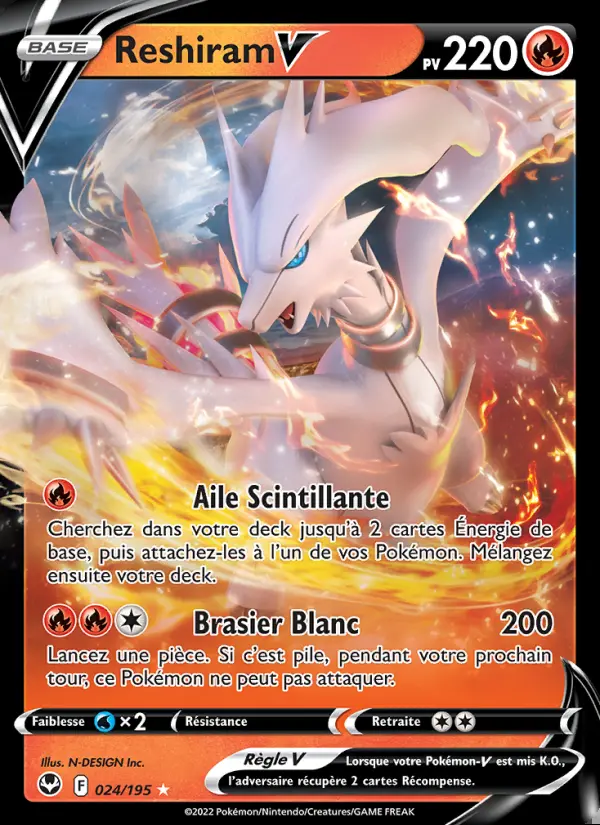 BASE ReshiramV PV220
Aile Scintillante
Cherchez dans votre deck jusqu'à 2 cartes Énergie de
base, puis attachez-les à l'un de vos Pokémon. Mélangez
ensuite votre deck.
Brasier Blanc 200
Lancez une pièce. Si c'est pile, pendant votre prochain
tour, ce Pokémon ne peut pas attaquer.
Faiblesse ×2 Résistance Retraite
Illus. N-DESIGN Inc.
Règle V Lorsque votre Pokémon-V est mis K.O.,
l'adversaire récupère 2 cartes Récompense.
F 024/195
©2022 Pokémon/Nintendo/Creatures/GAME FREAK